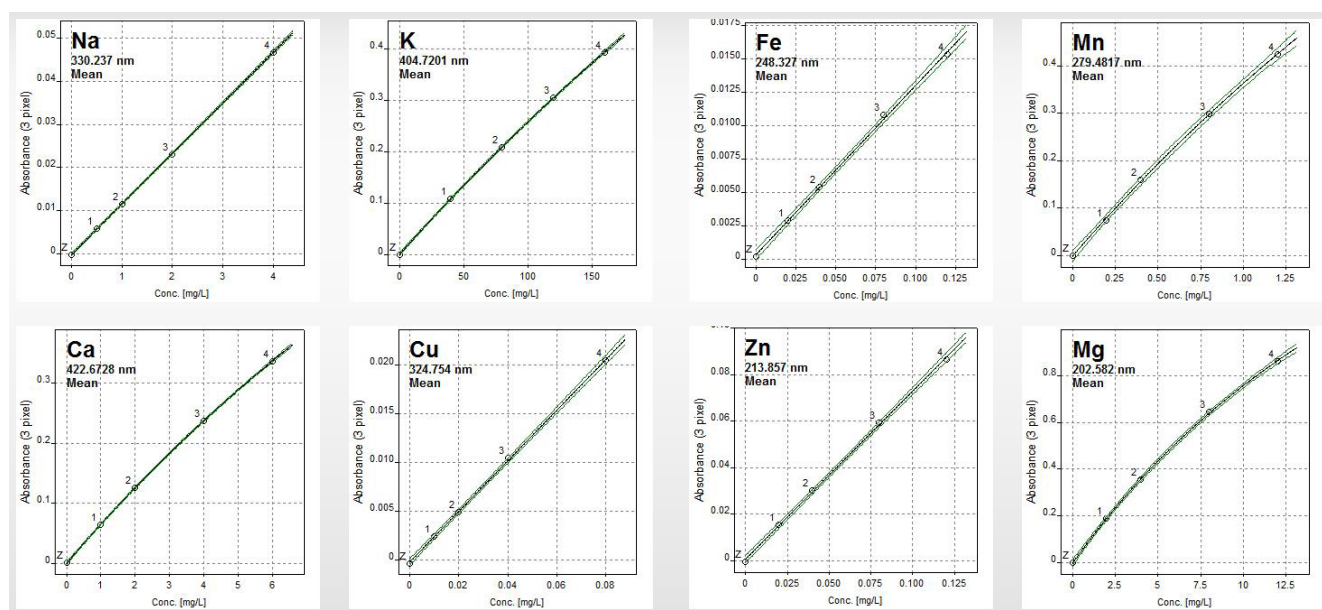 Na
330.237 nm
Mean
Absorbance (3 pixel)
0.05
0.04
0.03
0.02
0.01
0
Z
1
2
3
4
0 1 2 3 4
Conc. [mg/L]
K
404.7201 nm
Mean
Absorbance (3 pixel)
0.4
0.3
0.2
0.1
0
Z
1
2
3
4
0 50 100 150
Conc. [mg/L]
Fe
248.327 nm
Mean
Absorbance (3 pixel)
0.0175
0.0150
0.0125
0.0100
0.0075
0.0050
0.0025
0
Z
1
2
3
4
0 0.025 0.050 0.075 0.100 0.125
Conc. [mg/L]
Mn
279.4817 nm
Mean
Absorbance (3 pixel)
0.4
0.3
0.2
0.1
0
Z
1
2
3
4
0 0.25 0.50 0.75 1.00 1.25
Conc. [mg/L]
Ca
422.6728 nm
Mean
Absorbance (3 pixel)
0.3
0.2
0.1
0
Z
1
2
3
4
0 1 2 3 4 5 6
Conc. [mg/L]
Cu
324.754 nm
Mean
Absorbance (3 pixel)
0.020
0.015
0.010
0.005
0
Z
1
2
3
4
0 0.02 0.04 0.06 0.08
Conc. [mg/L]
Zn
213.857 nm
Mean
Absorbance (3 pixel)
0.08
0.06
0.04
0.02
0
Z
1
2
3
4
0 0.025 0.050 0.075 0.100 0.125
Conc. [mg/L]
Mg
202.582 nm
Mean
Absorbance (3 pixel)
0.8
0.6
0.4
0.2
0
Z
1
2
3
4
0 2.5 5 7.5 10 12.5
Conc. [mg/L]